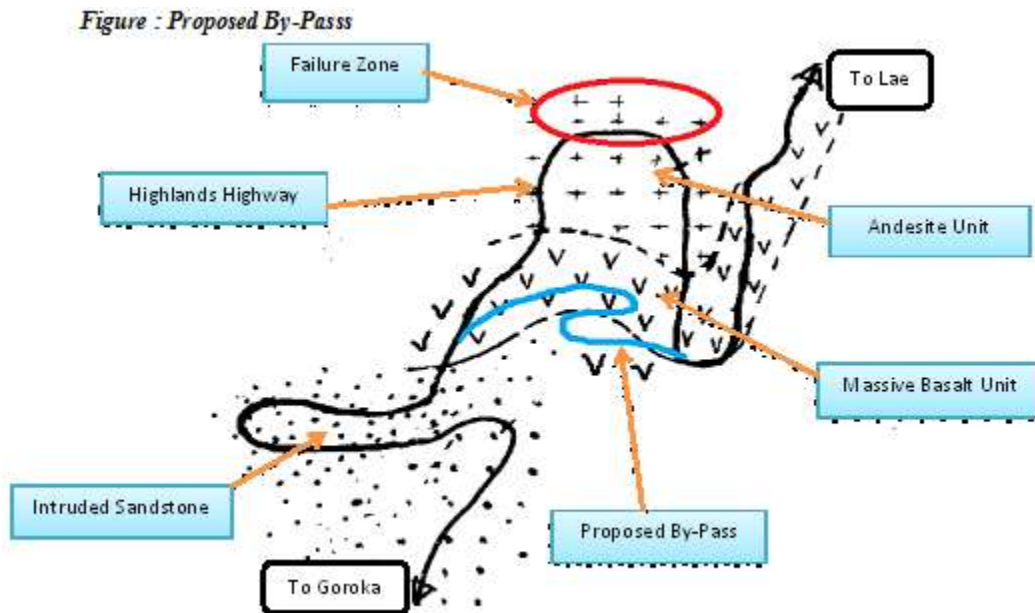 Figure : Proposed By-Passs
Failure Zone
To Lae
Highlands Highway
Andesite Unit
Massive Basalt Unit
Intruded Sandstone
Proposed By-Pass
To Goroka